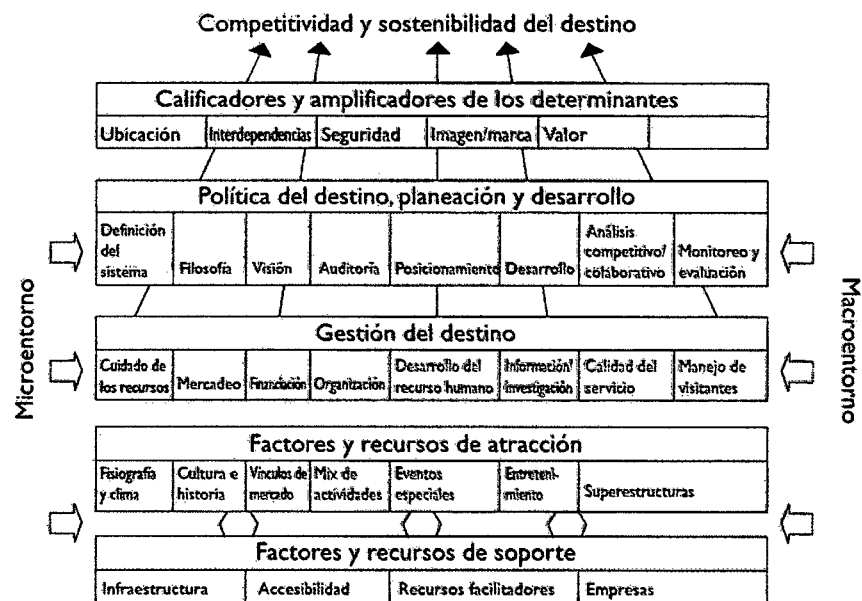 Competitividad y sostenibilidad del destino
Calificadores y amplificadores de los determinantes
Ubicación Interdependencias Seguridad Imagen/marca Valor
Política del destino, planeación y desarrollo
Definición
del
sistema
Filosofía
Visión
Auditoría
Posicionamiento
Desarrollo
Análisis
competitivo/
colaborativo
Monitoreo y
evaluación
Gestión del destino
Cuidado de
los recursos
Mercadeo
Financiación
Organización
Desarrollo del
recurso humano
Información/
investigación
Calidad del
servicio
Manejo de
visitantes
Factores y recursos de atracción
Fisiografía
y clima
Cultura e
historia
Vínculos de
mercado
Mix de
actividades
Eventos
especiales
Entreteni-
miento
Superestructuras
Factores y recursos de soporte
Infraestructura Accesibilidad Recursos facilitadores Empresas
Microentorno
Macroentorno